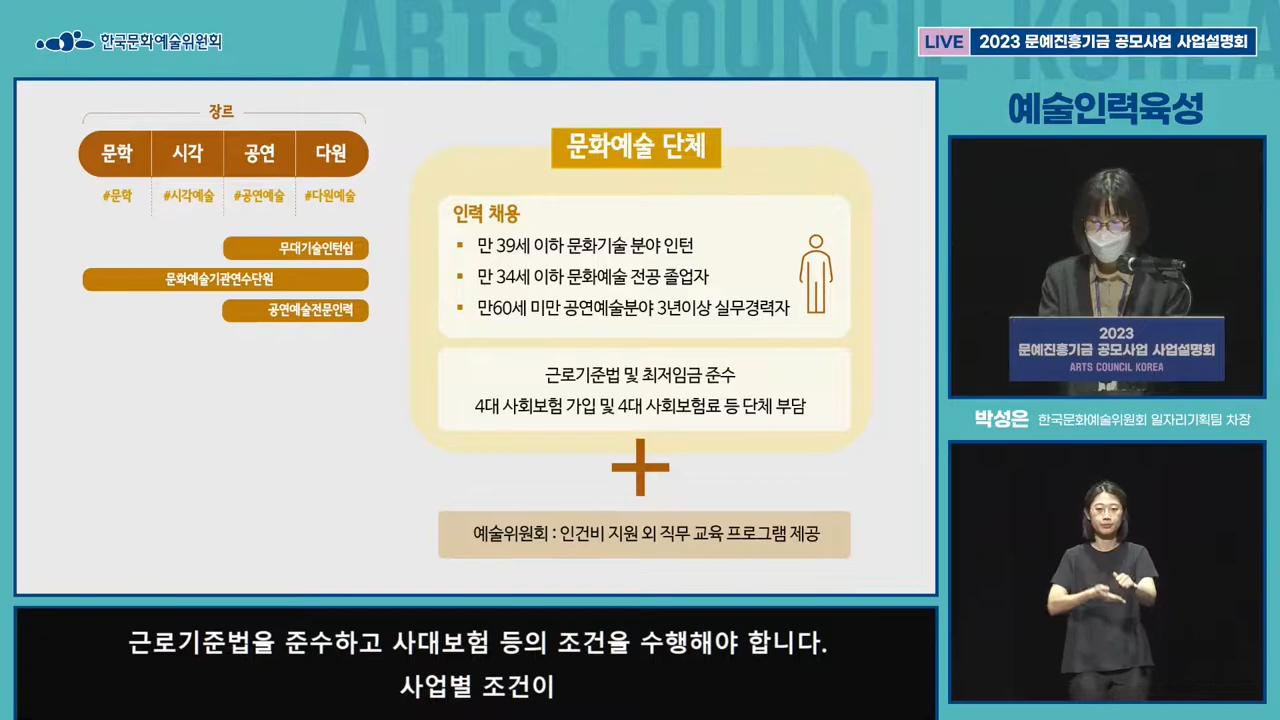 ARTS COUNCIL KOREA
한국문화예술위원회
LIVE 2023 문예진흥기금 공모사업 사업설명회
장르
문학 시각 공연 다원
#문학 #시각예술 #공연예술 #다원예술
무대기술인턴쉽
문화예술기관연수단원
공연예술전문인력
문화예술 단체
인력 채용
▪ 만 39세 이하 문화기술 분야 인턴
▪ 만 34세 이하 문화예술 전공 졸업자
▪ 만60세 미만 공연예술분야 3년이상 실무경력자
근로기준법 및 최저임금 준수
4대 사회보험 가입 및 4대 사회보험료 등 단체 부담
+
예술위원회 : 인건비 지원 외 직무 교육 프로그램 제공
예술인력육성
2023
문예진흥기금 공모사업 사업설명회
ARTS COUNCIL KOREA
박성은 한국문화예술위원회 일자리기획팀 차장
근로기준법을 준수하고 사대보험 등의 조건을 수행해야 합니다.
사업별 조건이